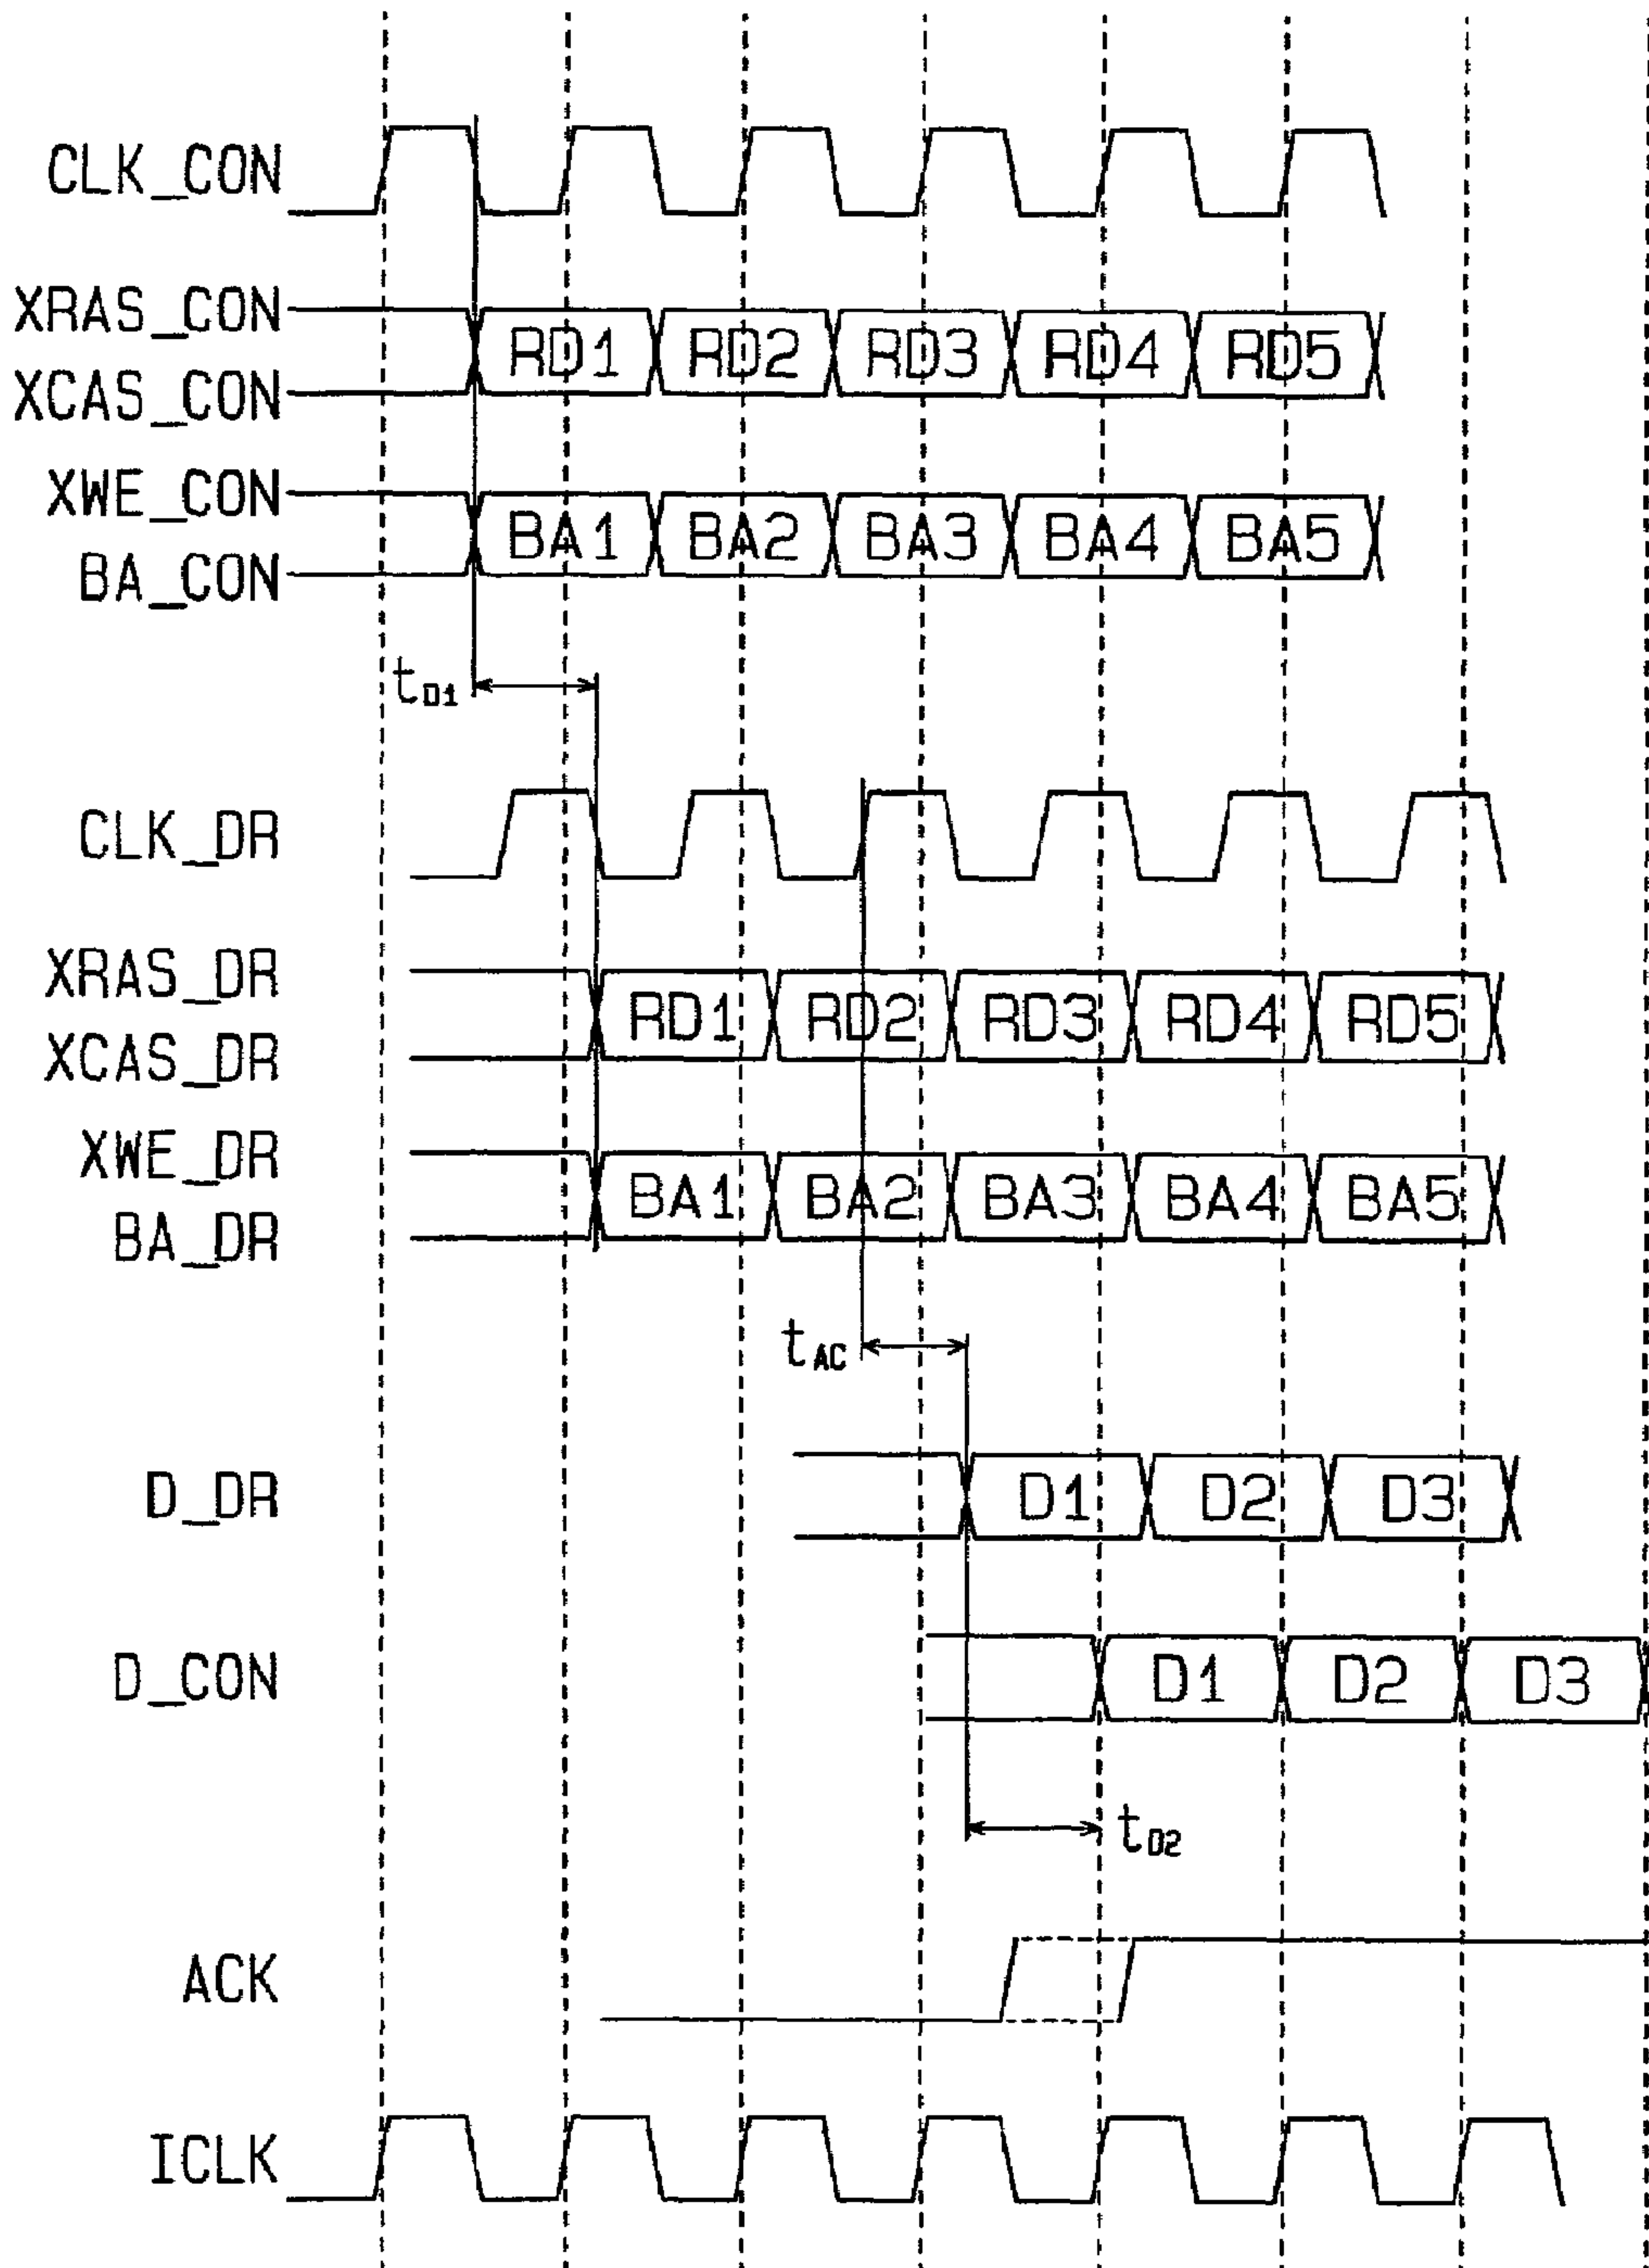 CLK_CON
XRAS_CON
RD1 RD2 RD3 RD4 RD5
XCAS_CON
XWE_CON
BA1 BA2 BA3 BA4 BA5
BA_CON
tD1
CLK_DR
XRAS_DR
RD1 RD2 RD3 RD4 RD5
XCAS_DR
XWE_DR
BA1 BA2 BA3 BA4 BA5
BA_DR
tAC
D_DR D1 D2 D3
D_CON D1 D2 D3
tD2
ACK
ICLK